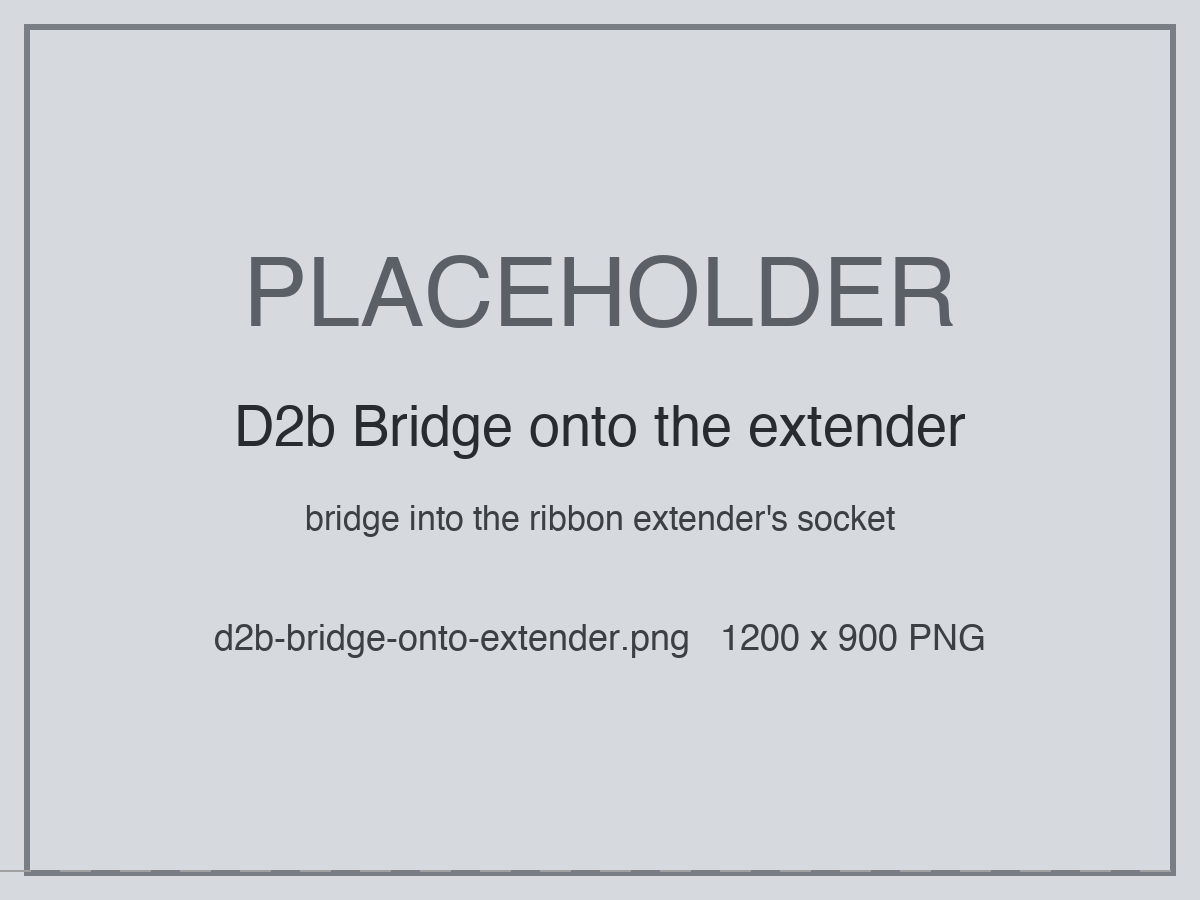 PLACEHOLDER
D2b Bridge onto the extender
bridge into the ribbon extender's socket
d2b-bridge-onto-extender.png 1200 x 900 PNG